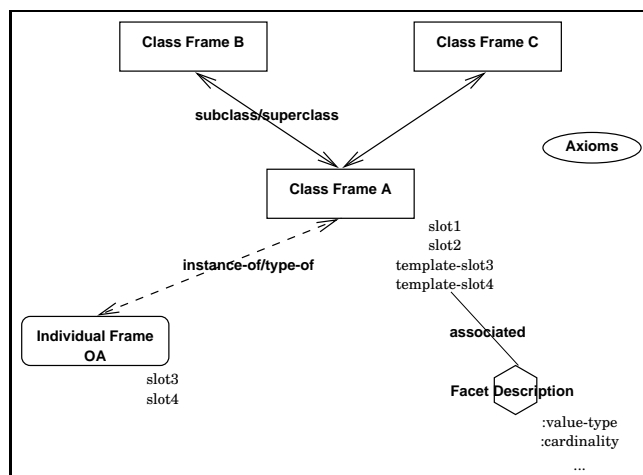 Class Frame B
Class Frame C
subclass/superclass
Axioms
Class Frame A
slot1
slot2
template-slot3
template-slot4
instance-of/type-of
associated
Individual Frame
OA
slot3
slot4
Facet Description
:value-type
:cardinality
...